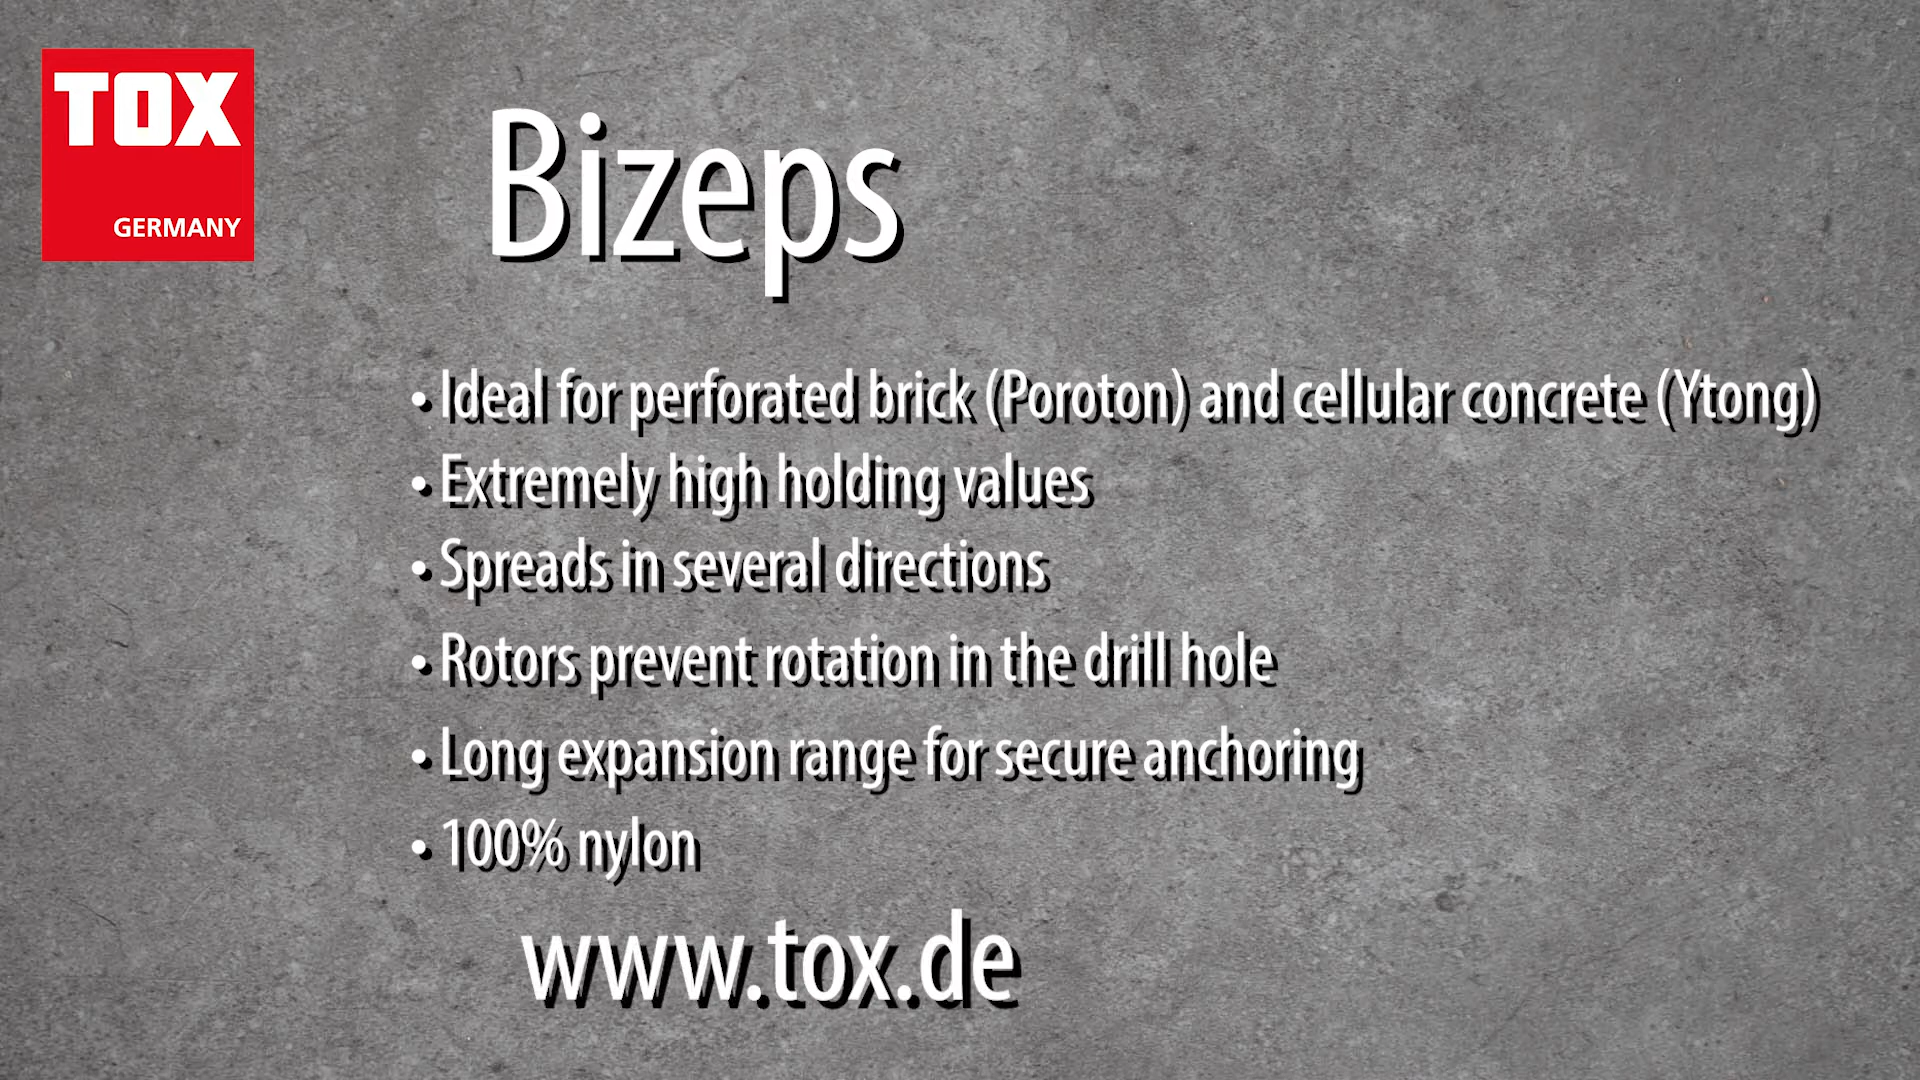 TOX
GERMANY
Bizeps
• Ideal for perforated brick (Poroton) and cellular concrete (Ytong)
• Extremely high holding values
• Spreads in several directions
• Rotors prevent rotation in the drill hole
• Long expansion range for secure anchoring
• 100% nylon
www.tox.de